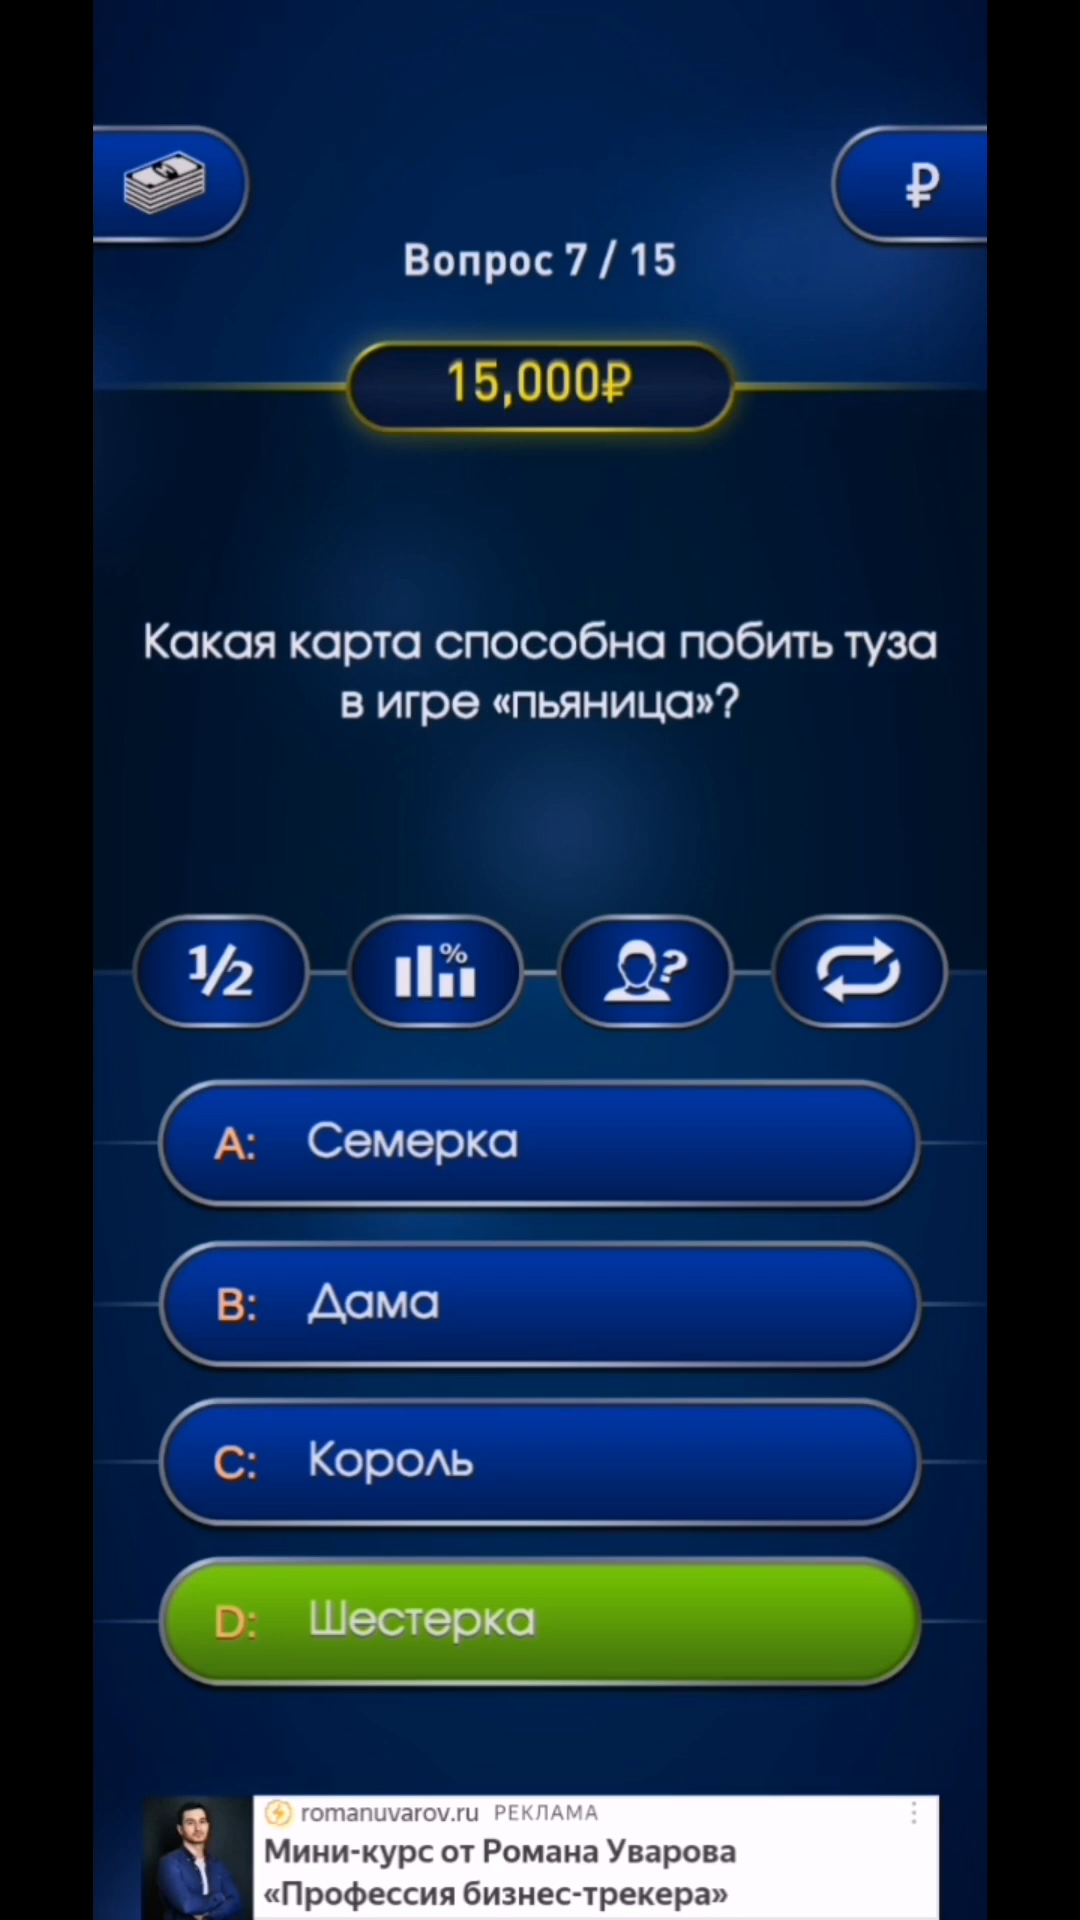 ₽
Вопрос 7 / 15
15,000₽
Какая карта способна побить туза
в игре «пьяница»?
1/2
%
?
A: Семерка
B: Дама
C: Король
D: Шестерка
romanuvarov.ru РЕКЛАМА
Мини-курс от Романа Уварова
«Профессия бизнес-трекера»